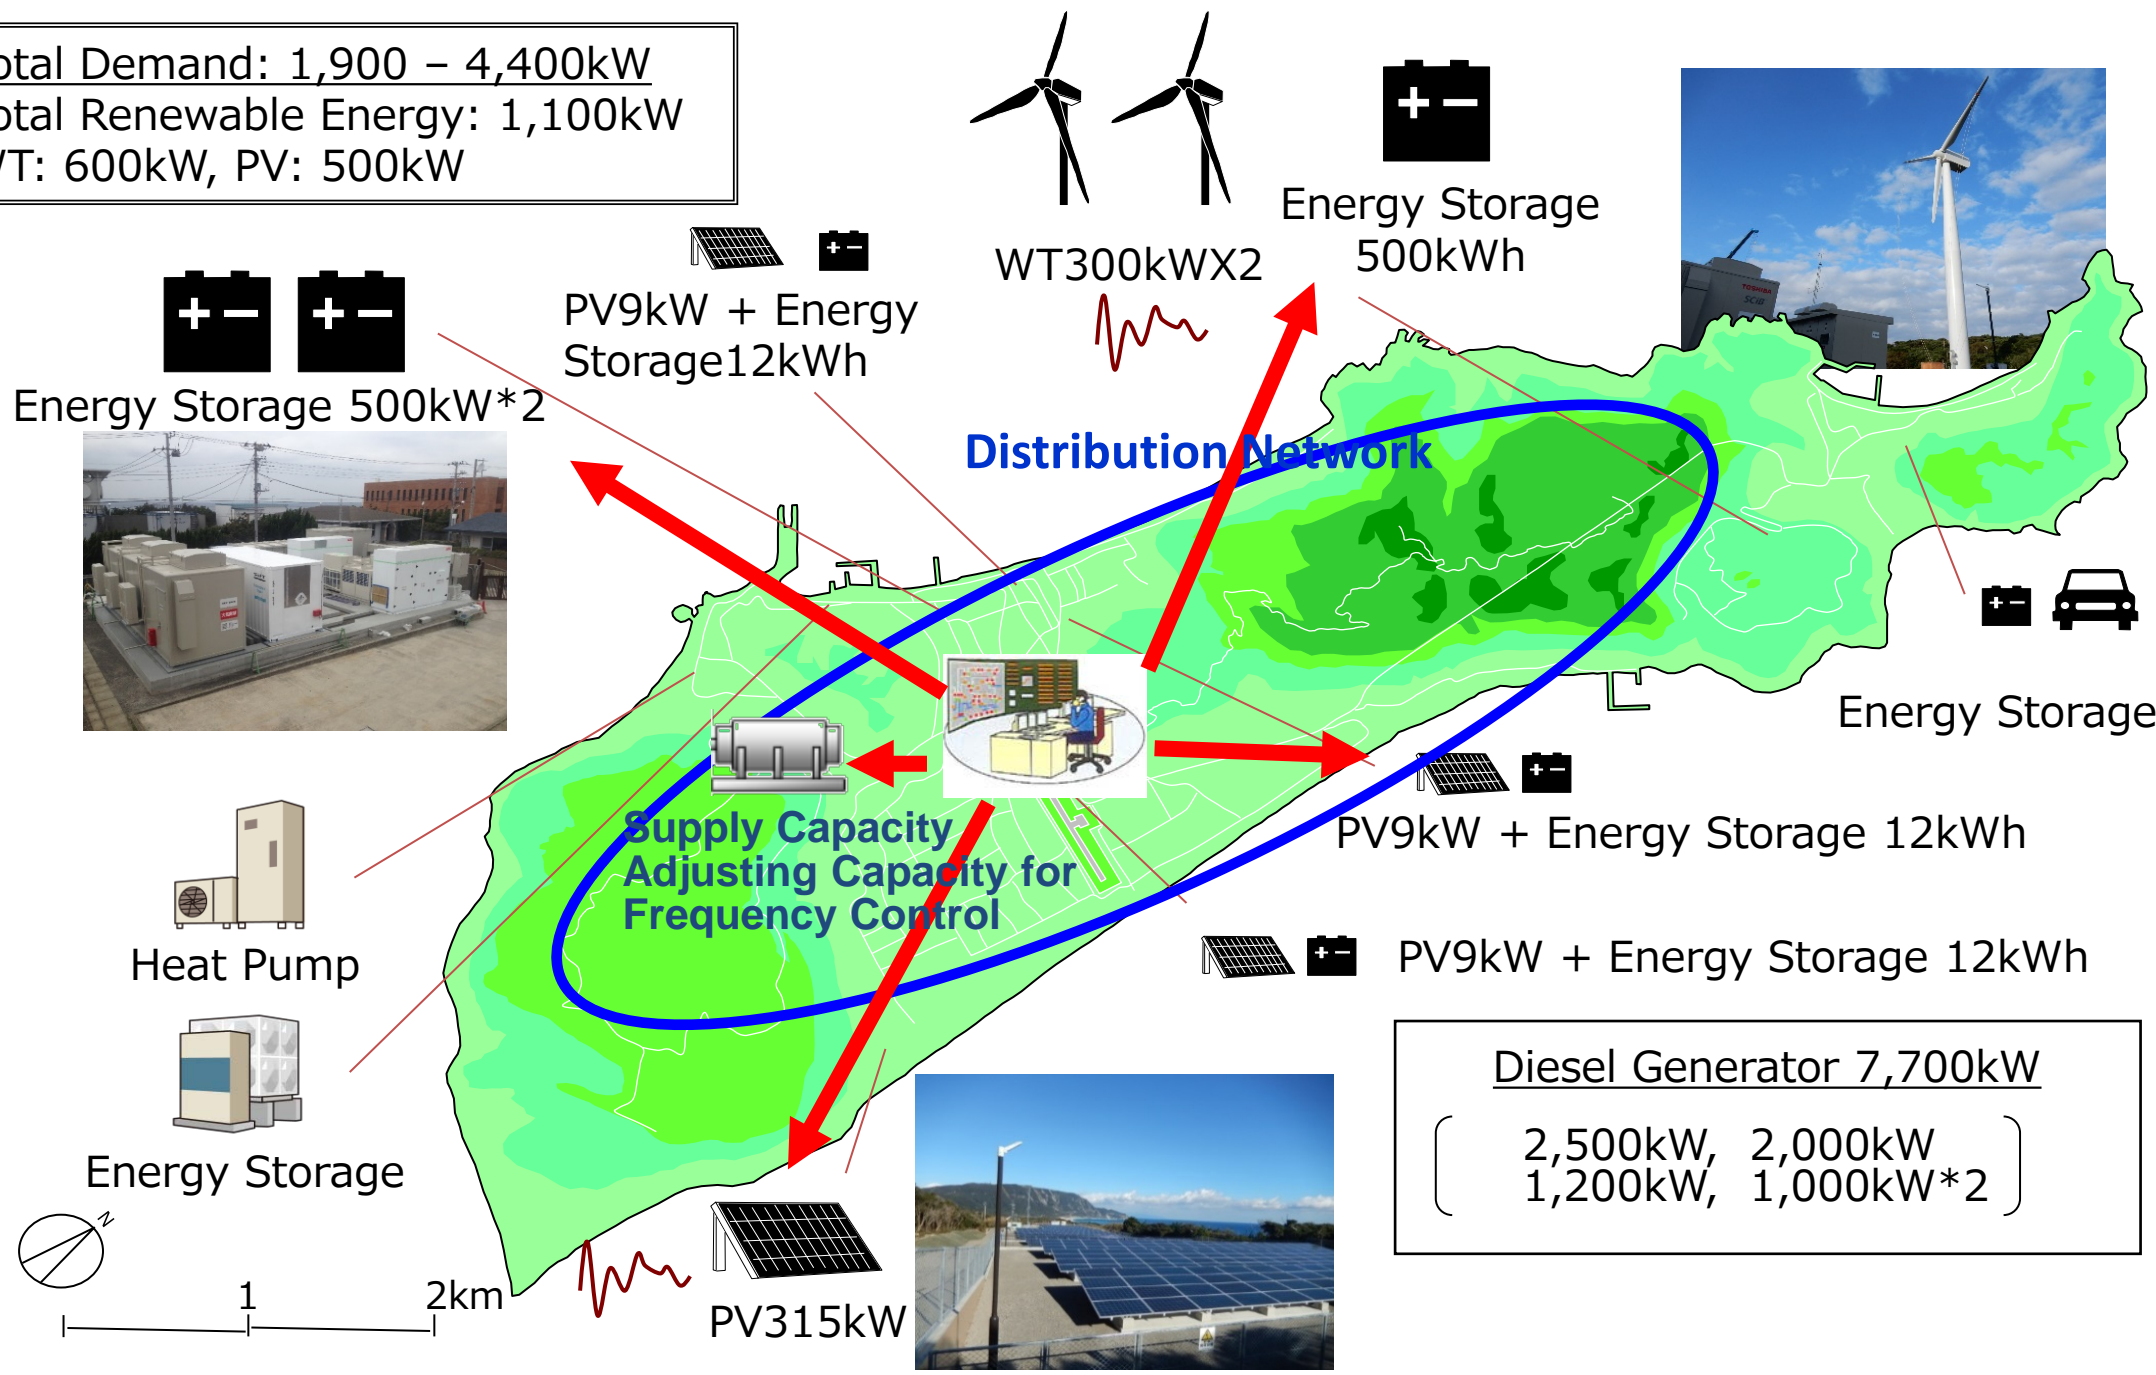 otal Demand: 1,900 – 4,400kW
otal Renewable Energy: 1,100kW
VT: 600kW, PV: 500kW
Energy Storage
500kWh
WT300kWX2
PV9kW + Energy
Storage12kWh
Energy Storage 500kW*2
TOSHIBA
SCiB
Distribution Network
Energy Storage
Supply Capacity
Adjusting Capacity for
Frequency Control
PV9kW + Energy Storage 12kWh
Heat Pump
PV9kW + Energy Storage 12kWh
Energy Storage
Diesel Generator 7,700kW
2,500kW, 2,000kW
1,200kW, 1,000kW*2
N
1 2km
PV315kW